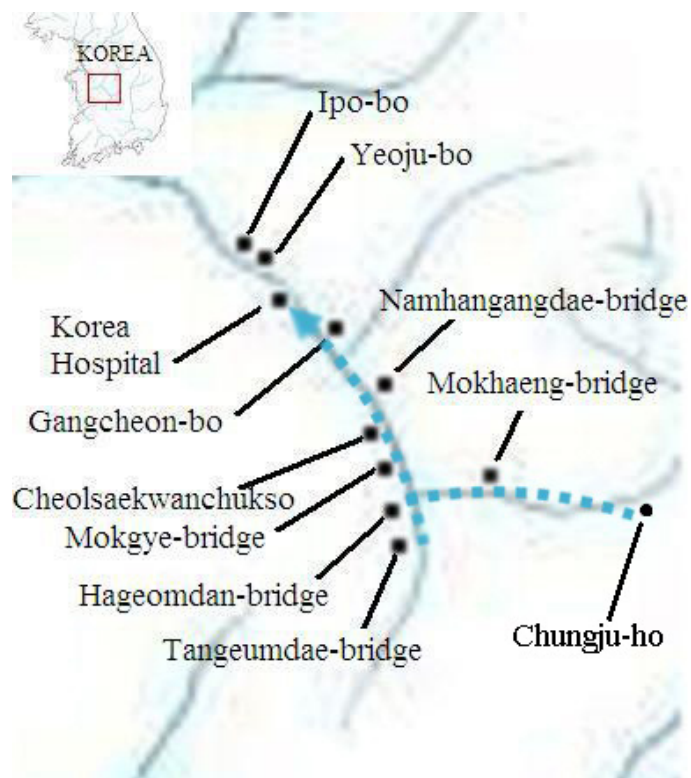 KOREA
Ipo-bo
Yeoju-bo
Namhangangdae-bridge
Korea
Hospital
Mokhaeng-bridge
Gangcheon-bo
Cheolsaekwanchukso
Mokgye-bridge
Hageomdan-bridge
Chungju-ho
Tangeumdae-bridge